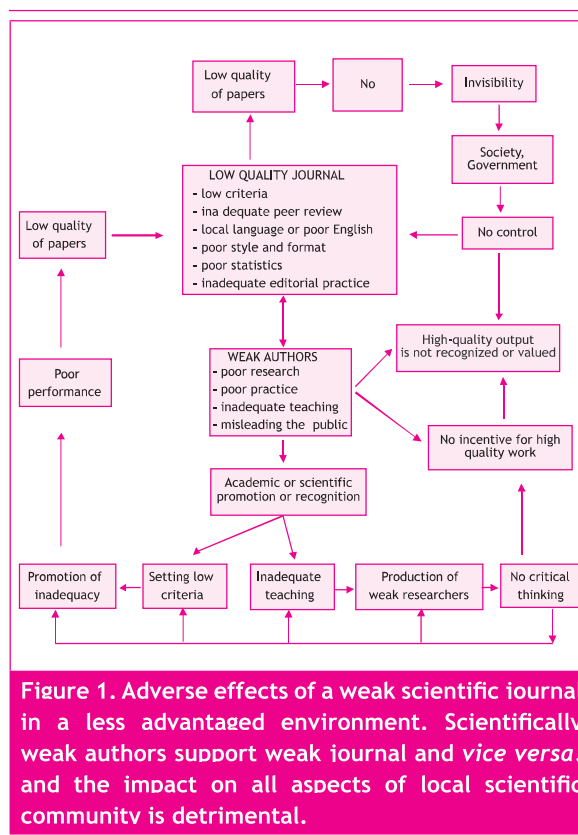 Low quality
of papers
No
Invisibility
Society,
Government
No control
LOW QUALITY JOURNAL
- low criteria
- ina dequate peer review
- local language or poor English
- poor style and format
- poor statistics
- inadequate editorial practice
Low quality
of papers
High-quality output
is not recognized or valued
WEAK AUTHORS
- poor research
- poor practice
- inadequate teaching
- misleading the public
Poor
performance
No incentive for high
quality work
Academic or scientific
promotion or recognition
Promotion of
inadequacy
Setting low
criteria
Inadequate
teaching
Production of
weak researchers
No critical
thinking
Figure 1. Adverse effects of a weak scientific journal
in a less advantaged environment. Scientifically
weak authors support weak journal and vice versa,
and the impact on all aspects of local scientific
community is detrimental.